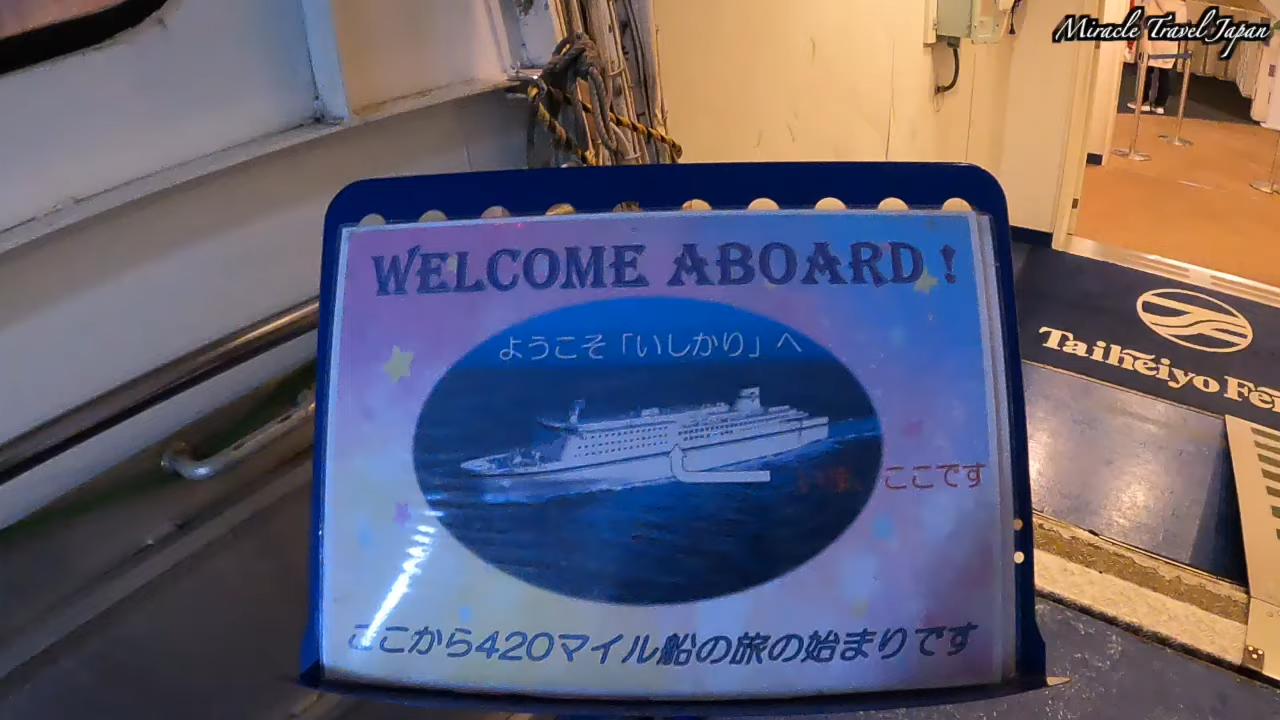 Miracle Travel Japan
WELCOME ABOARD!
ようこそ「いしかり」へ
いま、ここです
ここから420マイル船の旅の始まりです
Taiheiyo Fe